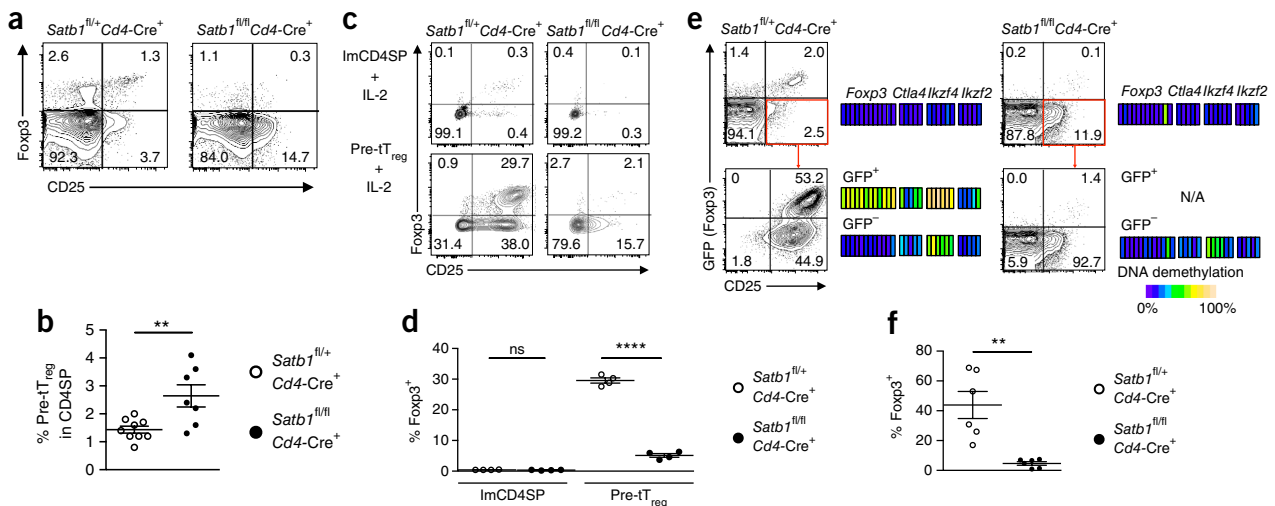 a
Satb1fl/+Cd4-Cre+
Satb1fl/flCd4-Cre+
2.6
1.3
1.1
0.3
92.3
3.7
84.0
14.7
Foxp3
CD25
b
**
5
4
3
2
1
0
% Pre-tTreg
in CD4SP
Satb1fl/+
Cd4-Cre+
Satb1fl/fl
Cd4-Cre+
c
Satb1fl/+Cd4-Cre+
Satb1fl/flCd4-Cre+
ImCD4SP
+
IL-2
0.1
0.3
0.4
0.1
99.1
0.4
99.2
0.3
Pre-tTreg
+
IL-2
0.9
29.7
2.7
2.1
31.4
38.0
79.6
15.7
Foxp3
CD25
d
ns
****
40
30
20
10
0
% Foxp3+
ImCD4SP
Pre-tTreg
Satb1fl/+
Cd4-Cre+
Satb1fl/fl
Cd4-Cre+
e
Satb1fl/+Cd4-Cre+
Satb1fl/flCd4-Cre+
1.4
2.0
94.1
2.5
Foxp3 Ctla4 Ikzf4 Ikzf2
0.2
0.1
87.8
11.9
Foxp3 Ctla4 Ikzf4 Ikzf2
0
53.2
1.8
44.9
GFP+
GFP−
0.0
1.4
5.9
92.7
GFP+
N/A
GFP−
GFP (Foxp3)
CD25
DNA demethylation
0%
100%
f
**
80
60
40
20
0
% Foxp3+
Satb1fl/+
Cd4-Cre+
Satb1fl/fl
Cd4-Cre+